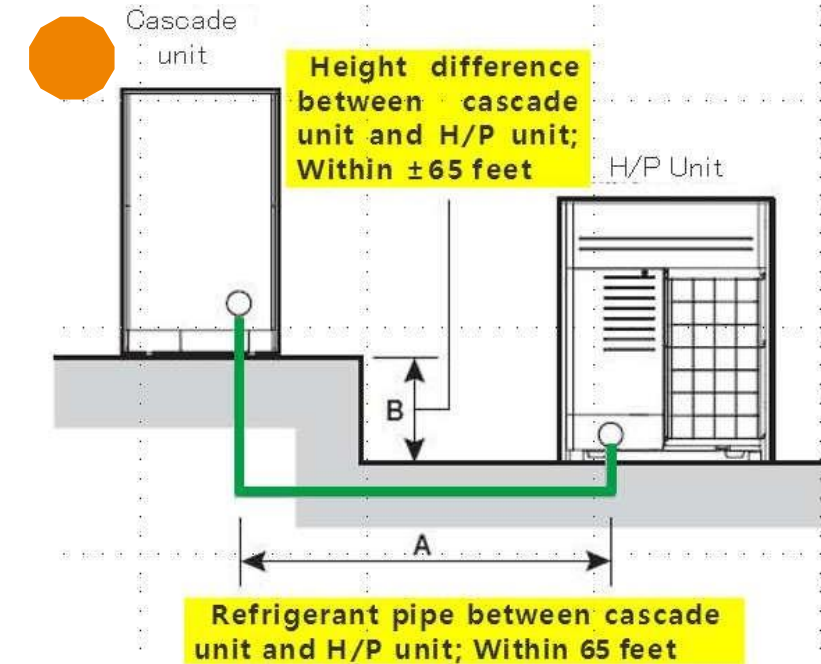 Cascade
unit
Height difference
between cascade
unit and H/P unit;
Within ±65 feet
H/P Unit
B
A
Refrigerant pipe between cascade
unit and H/P unit; Within 65 feet